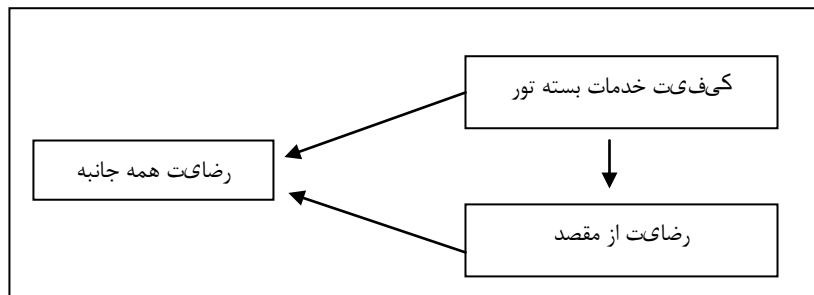 کیفیت خدمات بسته تور
رضایت همه جانبه
رضایت از مقصد